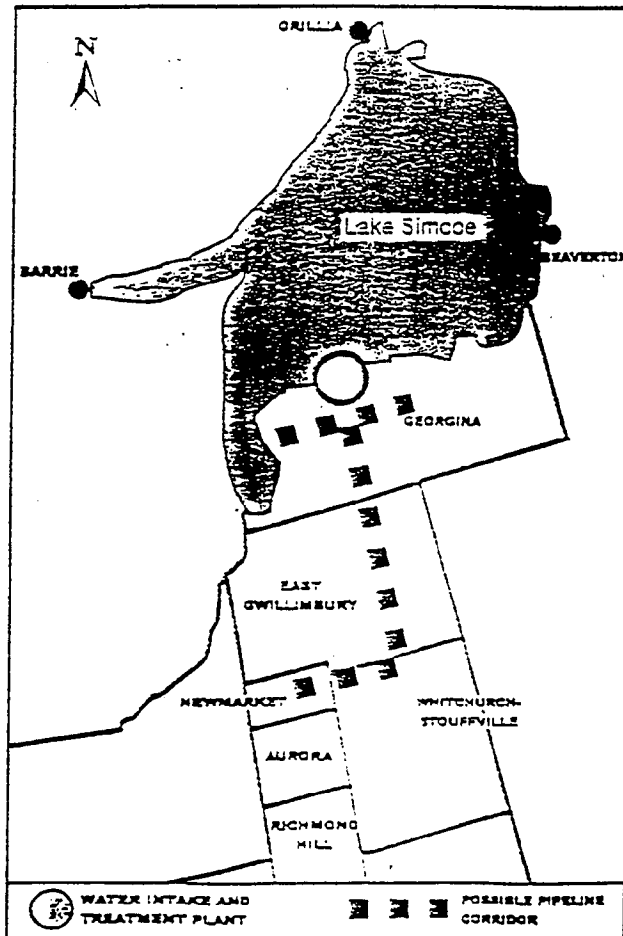 ORILLIA
N
Lake Simcoe
BEAVERTON
BARRIE
GEORGINA
EAST
GWILLIMBURY
NEWMARKET
WHITCHURCH-
STOUFFVILLE
AURORA
RICHMOND
HILL
WATER INTAKE AND
TREATMENT PLANT
POSSIBLE PIPELINE
CORRIDOR